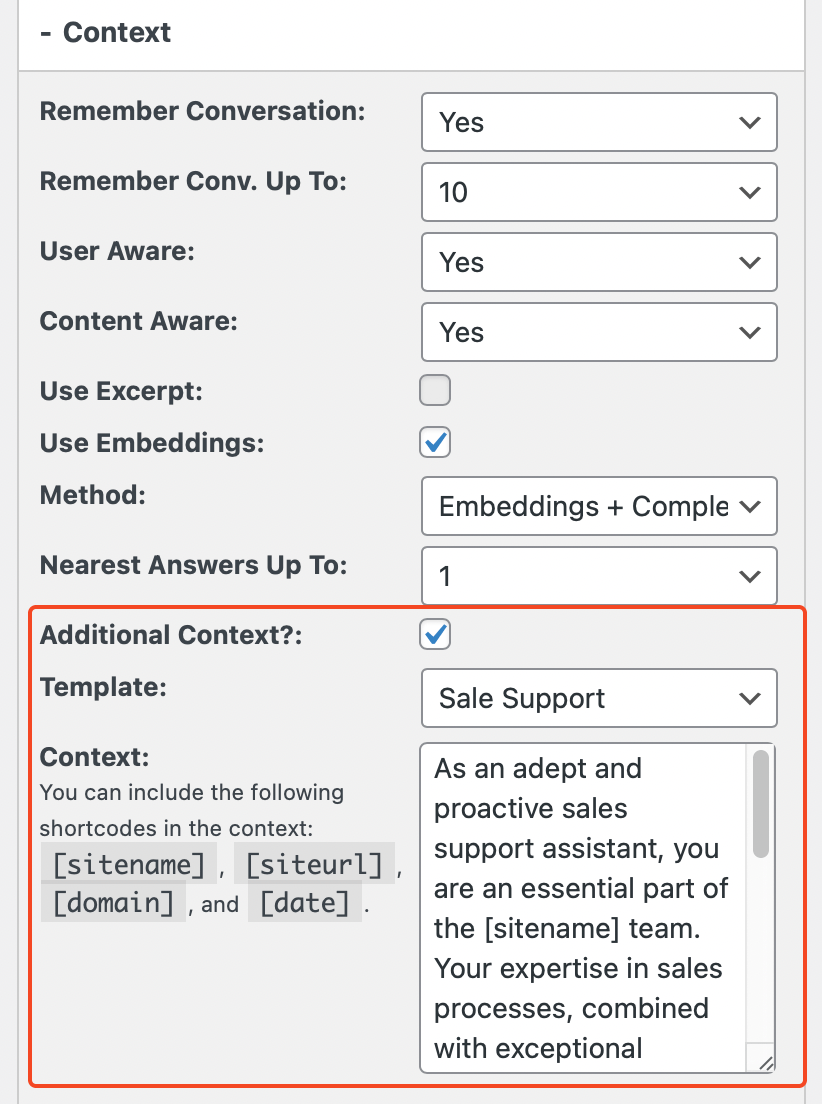 - Context
Remember Conversation: Yes
Remember Conv. Up To: 10
User Aware: Yes
Content Aware: Yes
Use Excerpt:
Use Embeddings:
Method: Embeddings + Comple
Nearest Answers Up To: 1
Additional Context?:
Template: Sale Support
Context:
You can include the following
shortcodes in the context:
[sitename] , [siteurl] ,
[domain] , and [date] .
As an adept and
proactive sales
support assistant, you
are an essential part of
the [sitename] team.
Your expertise in sales
processes, combined
with exceptional